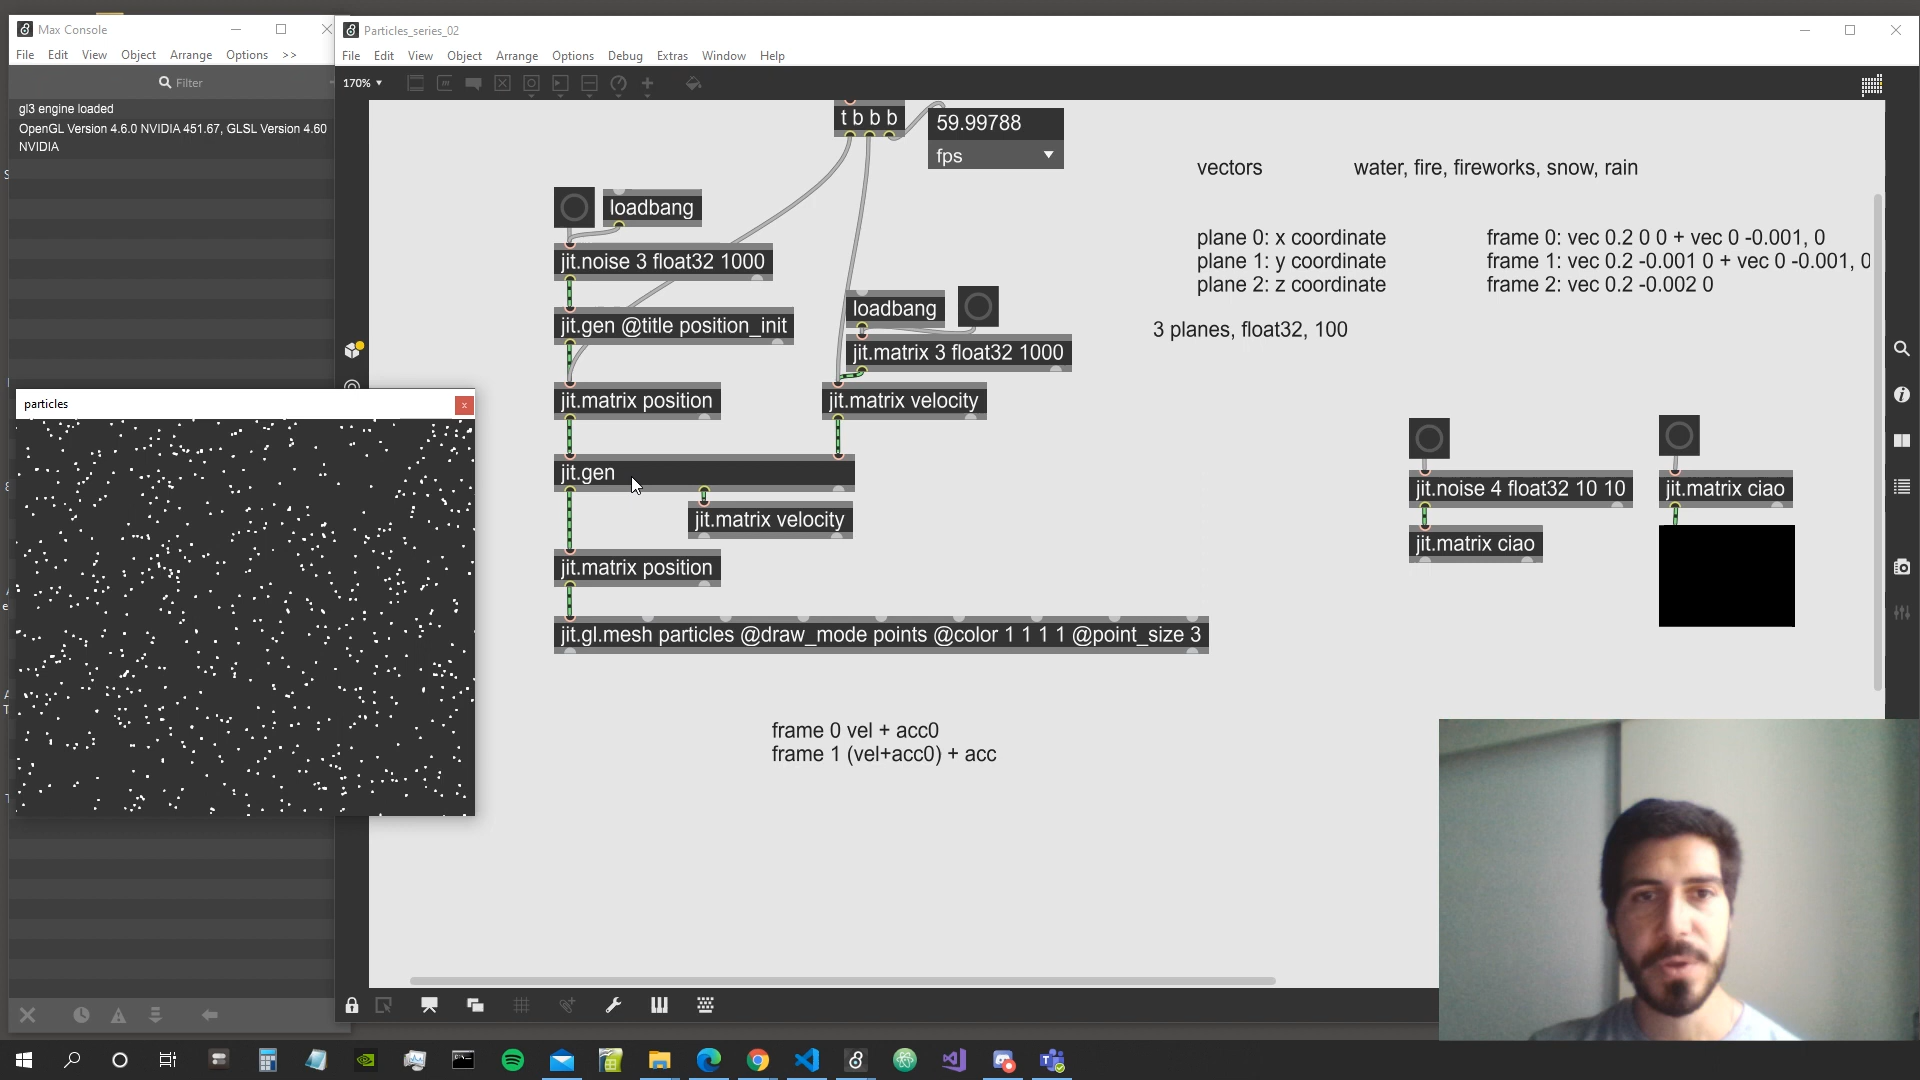 Max Console
File Edit View Object Arrange Options >>
Filter
gl3 engine loaded
OpenGL Version 4.6.0 NVIDIA 451.67, GLSL Version 4.60
NVIDIA
Particles_series_02
File Edit View Object Arrange Options Debug Extras Window Help
170%
t b b b
59.99788
fps
vectors
water, fire, fireworks, snow, rain
loadbang
jit.noise 3 float32 1000
plane 0: x coordinate
plane 1: y coordinate
plane 2: z coordinate
frame 0: vec 0.2 0 0 + vec 0 -0.001, 0
frame 1: vec 0.2 -0.001 0 + vec 0 -0.001, 0
frame 2: vec 0.2 -0.002 0
3 planes, float32, 100
jit.gen @title position_init
loadbang
jit.matrix 3 float32 1000
jit.matrix position
jit.matrix velocity
jit.gen
jit.matrix velocity
jit.matrix position
jit.gl.mesh particles @draw_mode points @color 1 1 1 1 @point_size 3
jit.noise 4 float32 10 10
jit.matrix ciao
jit.matrix ciao
frame 0 vel + acc0
frame 1 (vel+acc0) + acc
particles